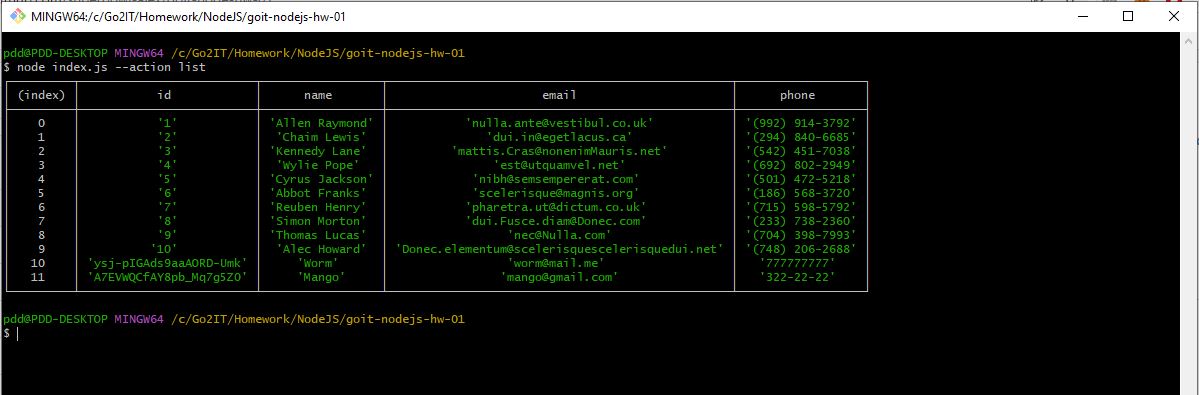 MINGW64:/c/Go2IT/Homework/NodeJS/goit-nodejs-hw-01
pdd@PDD-DESKTOP MINGW64 /c/Go2IT/Homework/NodeJS/goit-nodejs-hw-01
$ node index.js --action list
(index) id name email phone
0 '1' 'Allen Raymond' 'nulla.ante@vestibul.co.uk' '(992) 914-3792'
1 '2' 'Chaim Lewis' 'dui.in@egetlacus.ca' '(294) 840-6685'
2 '3' 'Kennedy Lane' 'mattis.Cras@nonenimMauris.net' '(542) 451-7038'
3 '4' 'Wylie Pope' 'est@utquamvel.net' '(692) 802-2949'
4 '5' 'Cyrus Jackson' 'nibh@semsempererat.com' '(501) 472-5218'
5 '6' 'Abbot Franks' 'scelerisque@magnis.org' '(186) 568-3720'
6 '7' 'Reuben Henry' 'pharetra.ut@dictum.co.uk' '(715) 598-5792'
7 '8' 'Simon Morton' 'dui.Fusce.diam@Donec.com' '(233) 738-2360'
8 '9' 'Thomas Lucas' 'nec@Nulla.com' '(704) 398-7993'
9 '10' 'Alec Howard' 'Donec.elementum@scelerisquescelerisquedui.net' '(748) 206-2688'
10 'ysj-pIGAds9aaAORD-Umk' 'Worm' 'worm@mail.me' '777777777'
11 'A7EVWQCfAY8pb_Mq7g5Z0' 'Mango' 'mango@gmail.com' '322-22-22'
pdd@PDD-DESKTOP MINGW64 /c/Go2IT/Homework/NodeJS/goit-nodejs-hw-01
$